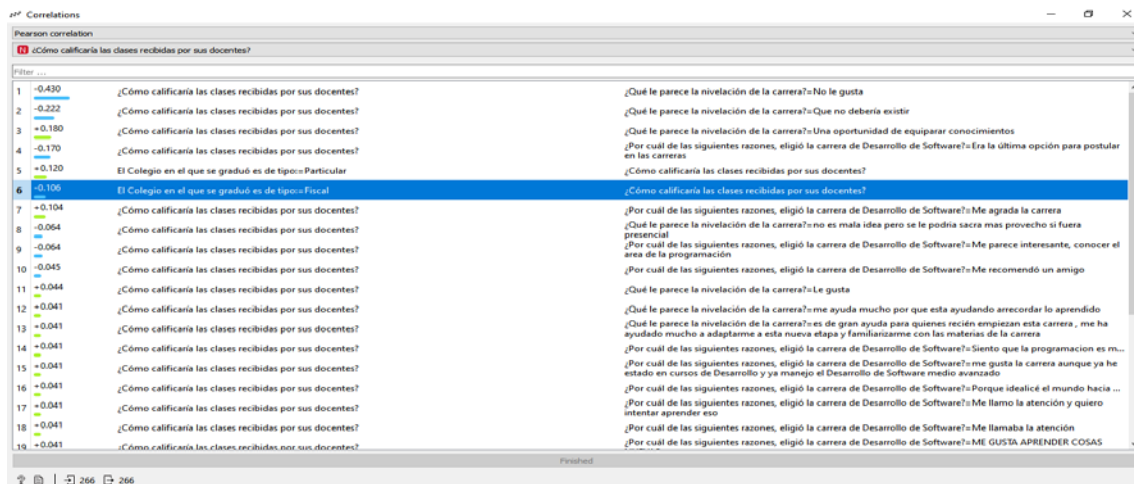 Correlations
Pearson correlation
N ¿Cómo calificaría las clases recibidas por sus docentes?
Filter ...
1 -0.430 ¿Cómo calificaría las clases recibidas por sus docentes? ¿Qué le parece la nivelación de la carrera?=No le gusta
2 -0.222 ¿Cómo calificaría las clases recibidas por sus docentes? ¿Qué le parece la nivelación de la carrera?=Que no debería existir
3 +0.180 ¿Cómo calificaría las clases recibidas por sus docentes? ¿Qué le parece la nivelación de la carrera?=Una oportunidad de equiparar conocimientos
4 -0.170 ¿Cómo calificaría las clases recibidas por sus docentes? ¿Por cuál de las siguientes razones, eligió la carrera de Desarrollo de Software?=Era la última opción para postular
en las carreras
5 +0.120 El Colegio en el que se graduó es de tipo:=Particular ¿Cómo calificaría las clases recibidas por sus docentes?
6 -0.106 El Colegio en el que se graduó es de tipo:=Fiscal ¿Cómo calificaría las clases recibidas por sus docentes?
7 +0.104 ¿Cómo calificaría las clases recibidas por sus docentes? ¿Por cuál de las siguientes razones, eligió la carrera de Desarrollo de Software?=Me agrada la carrera
8 -0.064 ¿Cómo calificaría las clases recibidas por sus docentes? ¿Qué le parece la nivelación de la carrera?=no es mala idea pero se le podria sacra mas provecho si fuera
presencial
9 -0.064 ¿Cómo calificaría las clases recibidas por sus docentes? ¿Por cuál de las siguientes razones, eligió la carrera de Desarrollo de Software?=Me parece interesante, conocer el
area de la programación
10 -0.045 ¿Cómo calificaría las clases recibidas por sus docentes? ¿Por cuál de las siguientes razones, eligió la carrera de Desarrollo de Software?=Me recomendó un amigo
11 +0.044 ¿Cómo calificaría las clases recibidas por sus docentes? ¿Qué le parece la nivelación de la carrera?=Le gusta
12 +0.041 ¿Cómo calificaría las clases recibidas por sus docentes? ¿Qué le parece la nivelación de la carrera?=me ayuda mucho por que esta ayudando arrecordar lo aprendido
13 +0.041 ¿Cómo calificaría las clases recibidas por sus docentes? ¿Qué le parece la nivelación de la carrera?=es de gran ayuda para quienes recién empiezan esta carrera , me ha
ayudado mucho a adaptarme a esta nueva etapa y familiarizarme con las materias de la carrera
14 +0.041 ¿Cómo calificaría las clases recibidas por sus docentes? ¿Por cuál de las siguientes razones, eligió la carrera de Desarrollo de Software?=Siento que la programacion es m...
15 +0.041 ¿Cómo calificaría las clases recibidas por sus docentes? ¿Por cuál de las siguientes razones, eligió la carrera de Desarrollo de Software?=me gusta la carrera aunque ya he
estado en cursos de Desarrollo y ya manejo el Desarrollo de Software medio avanzado
16 +0.041 ¿Cómo calificaría las clases recibidas por sus docentes? ¿Por cuál de las siguientes razones, eligió la carrera de Desarrollo de Software?=Porque idealicé el mundo hacia ...
17 +0.041 ¿Cómo calificaría las clases recibidas por sus docentes? ¿Por cuál de las siguientes razones, eligió la carrera de Desarrollo de Software?=Me llamo la atención y quiero
intentar aprender eso
18 +0.041 ¿Cómo calificaría las clases recibidas por sus docentes? ¿Por cuál de las siguientes razones, eligió la carrera de Desarrollo de Software?=Me llamaba la atención
19 +0.041 ¿Cómo calificaría las clases recibidas por sus docentes? ¿Por cuál de las siguientes razones, eligió la carrera de Desarrollo de Software?=ME GUSTA APRENDER COSAS
Finished
266 266